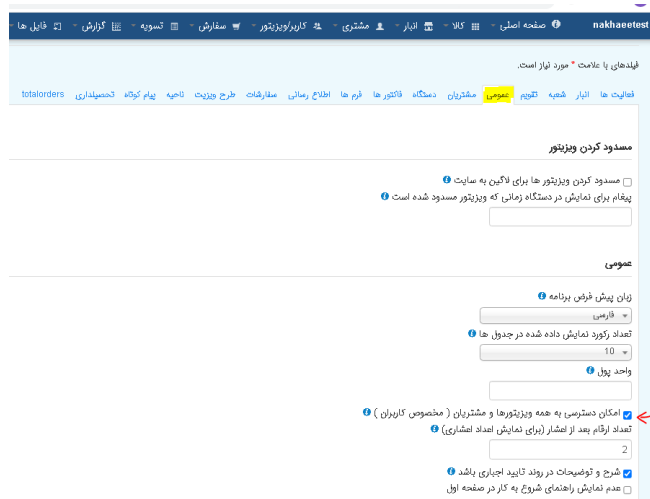 nakhaeetest صفحه اصلی کالا انبار مشتری کاربر/ویزیتور سفارش تسویه گزارش فایل ها
فیلدهای با علامت * مورد نیاز است.
فعالیت ها انبار شعبه تقویم عمومی مشتریان دستگاه فاکتور ها فرم ها اطلاع رسانی سفارشات طرح ویزیت ناحیه پیام کوتاه تحصیلداری totalorders
مسدود کردن ویزیتور
مسدود کردن ویزیتور ها برای لاگین به سایت
پیغام برای نمایش در دستگاه زمانی که ویزیتور مسدود شده است
عمومی
زبان پیش فرض برنامه
فارسی
تعداد رکورد نمایش داده شده در جدول ها
10
واحد پول
امکان دسترسی به همه ویزیتورها و مشتریان ( مخصوص کاربران )
تعداد ارقام بعد از اعشار (برای نمایش اعداد اعشاری)
2
شرح و توضیحات در روند تایید اجباری باشد
عدم نمایش راهنمای شروع به کار در صفحه اول